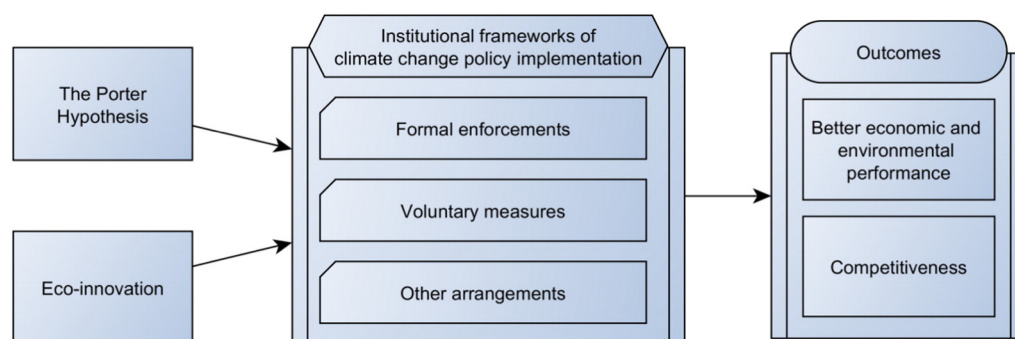 The Porter
Hypothesis
Eco-innovation
Institutional frameworks of
climate change policy implementation
Formal enforcements
Voluntary measures
Other arrangements
Outcomes
Better economic and
environmental
performance
Competitiveness